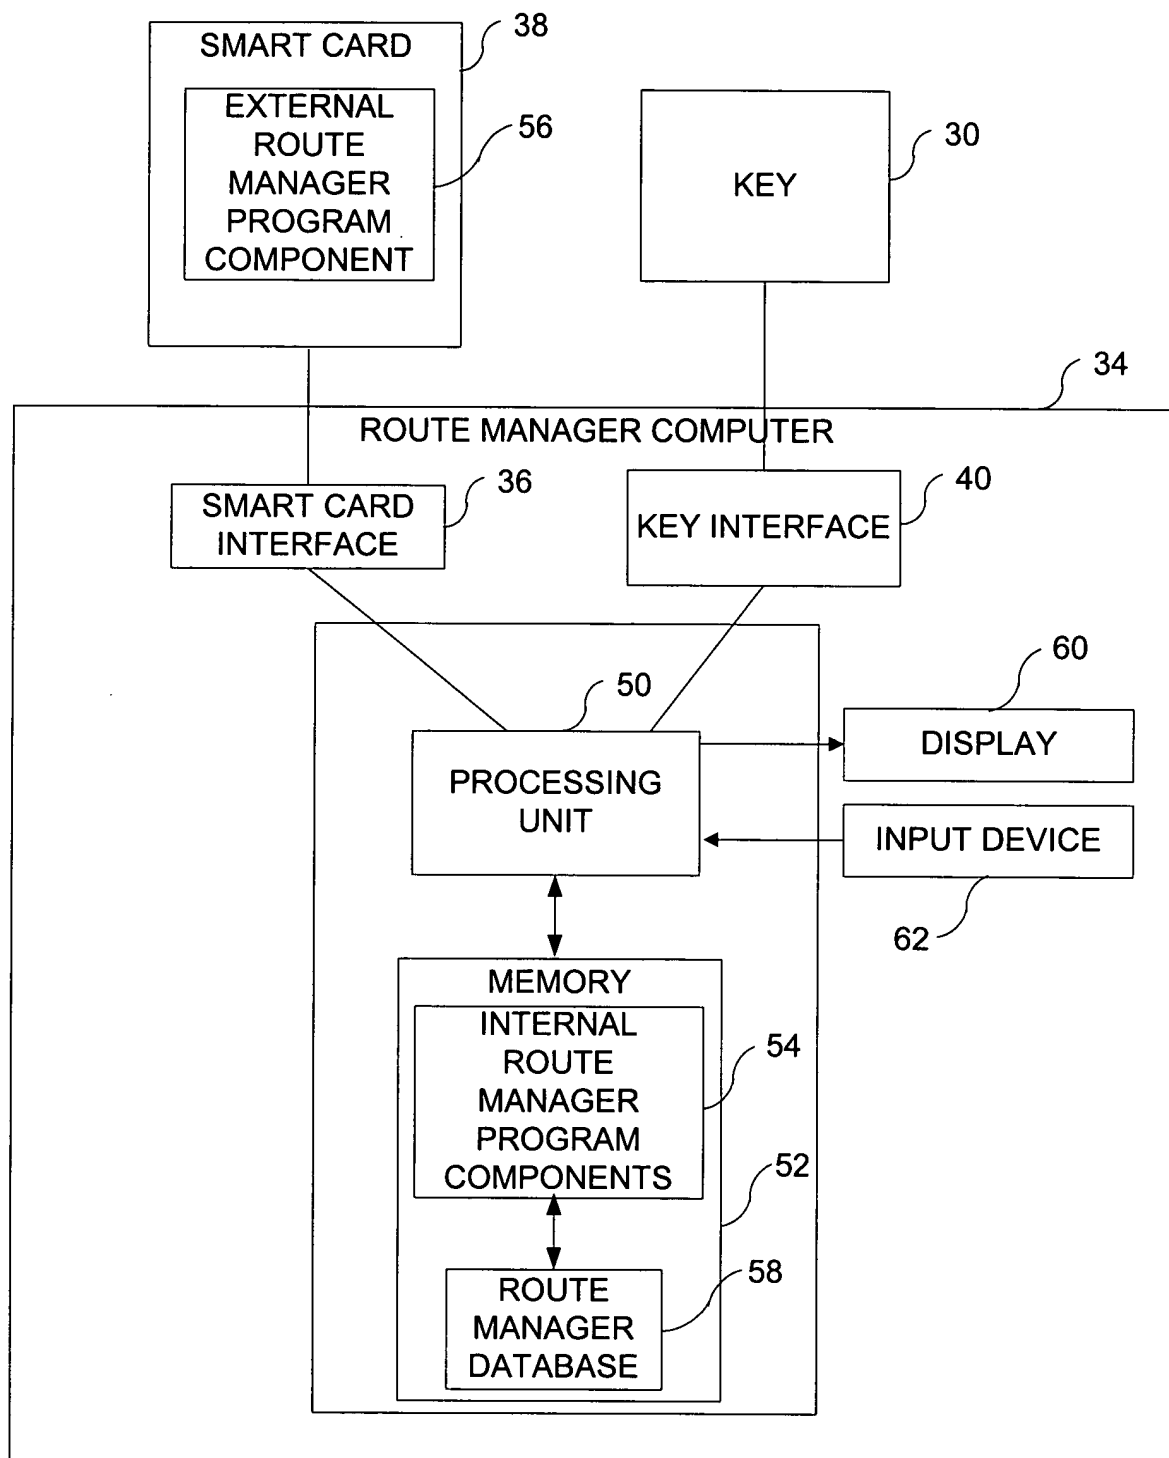 38
SMART CARD
EXTERNAL
ROUTE
MANAGER
PROGRAM
COMPONENT
56
KEY
30
34
ROUTE MANAGER COMPUTER
SMART CARD
INTERFACE
36
KEY INTERFACE
40
50
PROCESSING
UNIT
60
DISPLAY
INPUT DEVICE
62
MEMORY
INTERNAL
ROUTE
MANAGER
PROGRAM
COMPONENTS
54
52
ROUTE
MANAGER
DATABASE
58